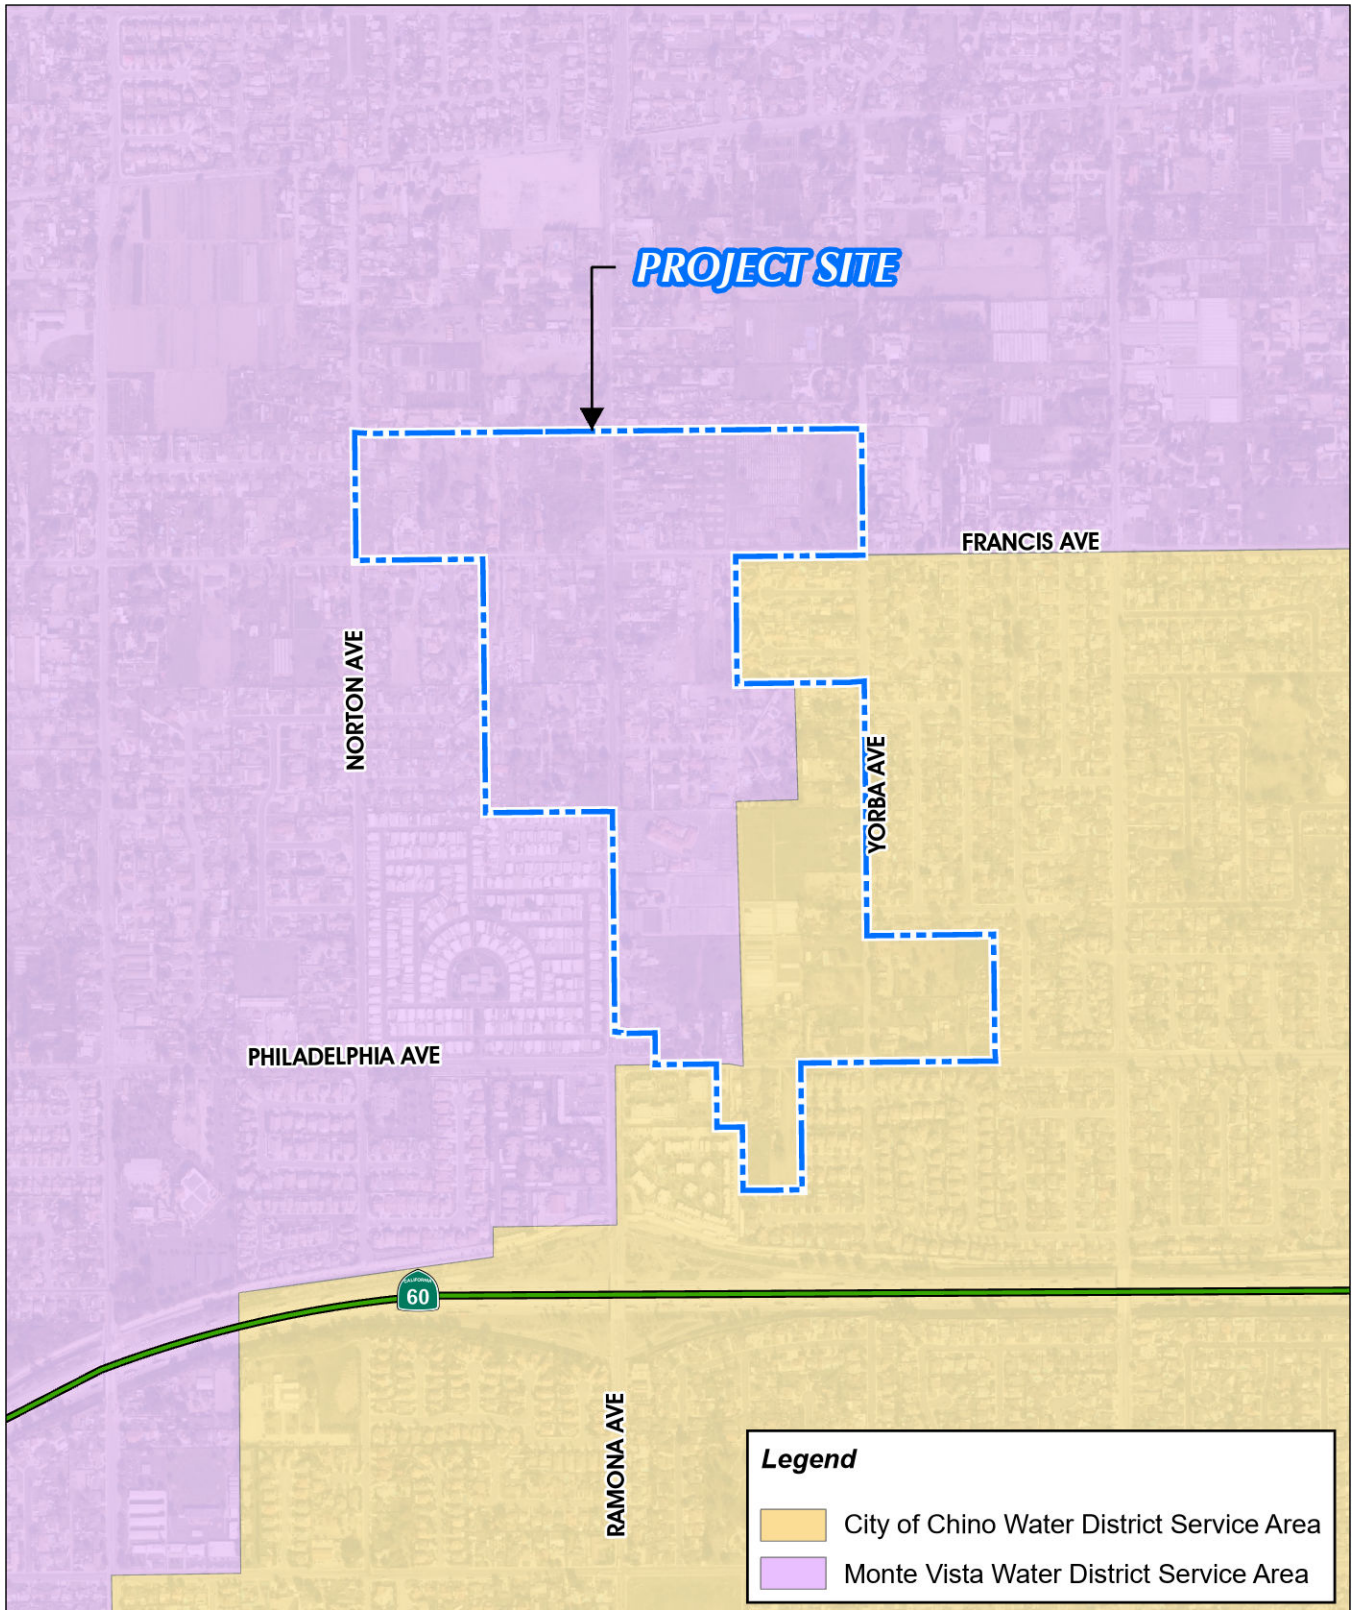 PROJECT SITE
FRANCIS AVE
NORTON AVE
YORBA AVE
PHILADELPHIA AVE
CALIFORNIA
60
RAMONA AVE
Legend
City of Chino Water District Service Area
Monte Vista Water District Service Area